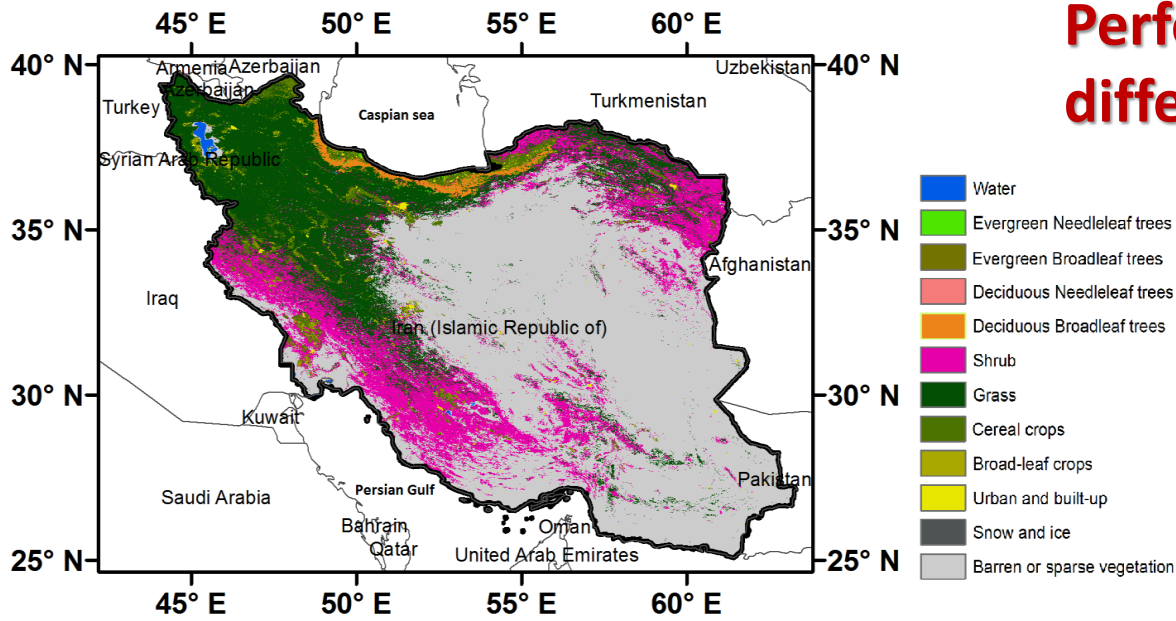 45° E 50° E 55° E 60° E
Perfo
diffe
40° N
40° N
Armenia
Azerbaijan
Azerbaijan
Uzbekistan
Turkey
Caspian sea
Turkmenistan
Syrian Arab Republic
35° N
35° N
Afghanistan
Iraq
Iran (Islamic Republic of)
30° N
30° N
Kuwait
Saudi Arabia
Persian Gulf
Pakistan
Bahrain
Oman
Qatar
United Arab Emirates
25° N
25° N
45° E 50° E 55° E 60° E
Water
Evergreen Needleleaf trees
Evergreen Broadleaf trees
Deciduous Needleleaf trees
Deciduous Broadleaf trees
Shrub
Grass
Cereal crops
Broad-leaf crops
Urban and built-up
Snow and ice
Barren or sparse vegetation